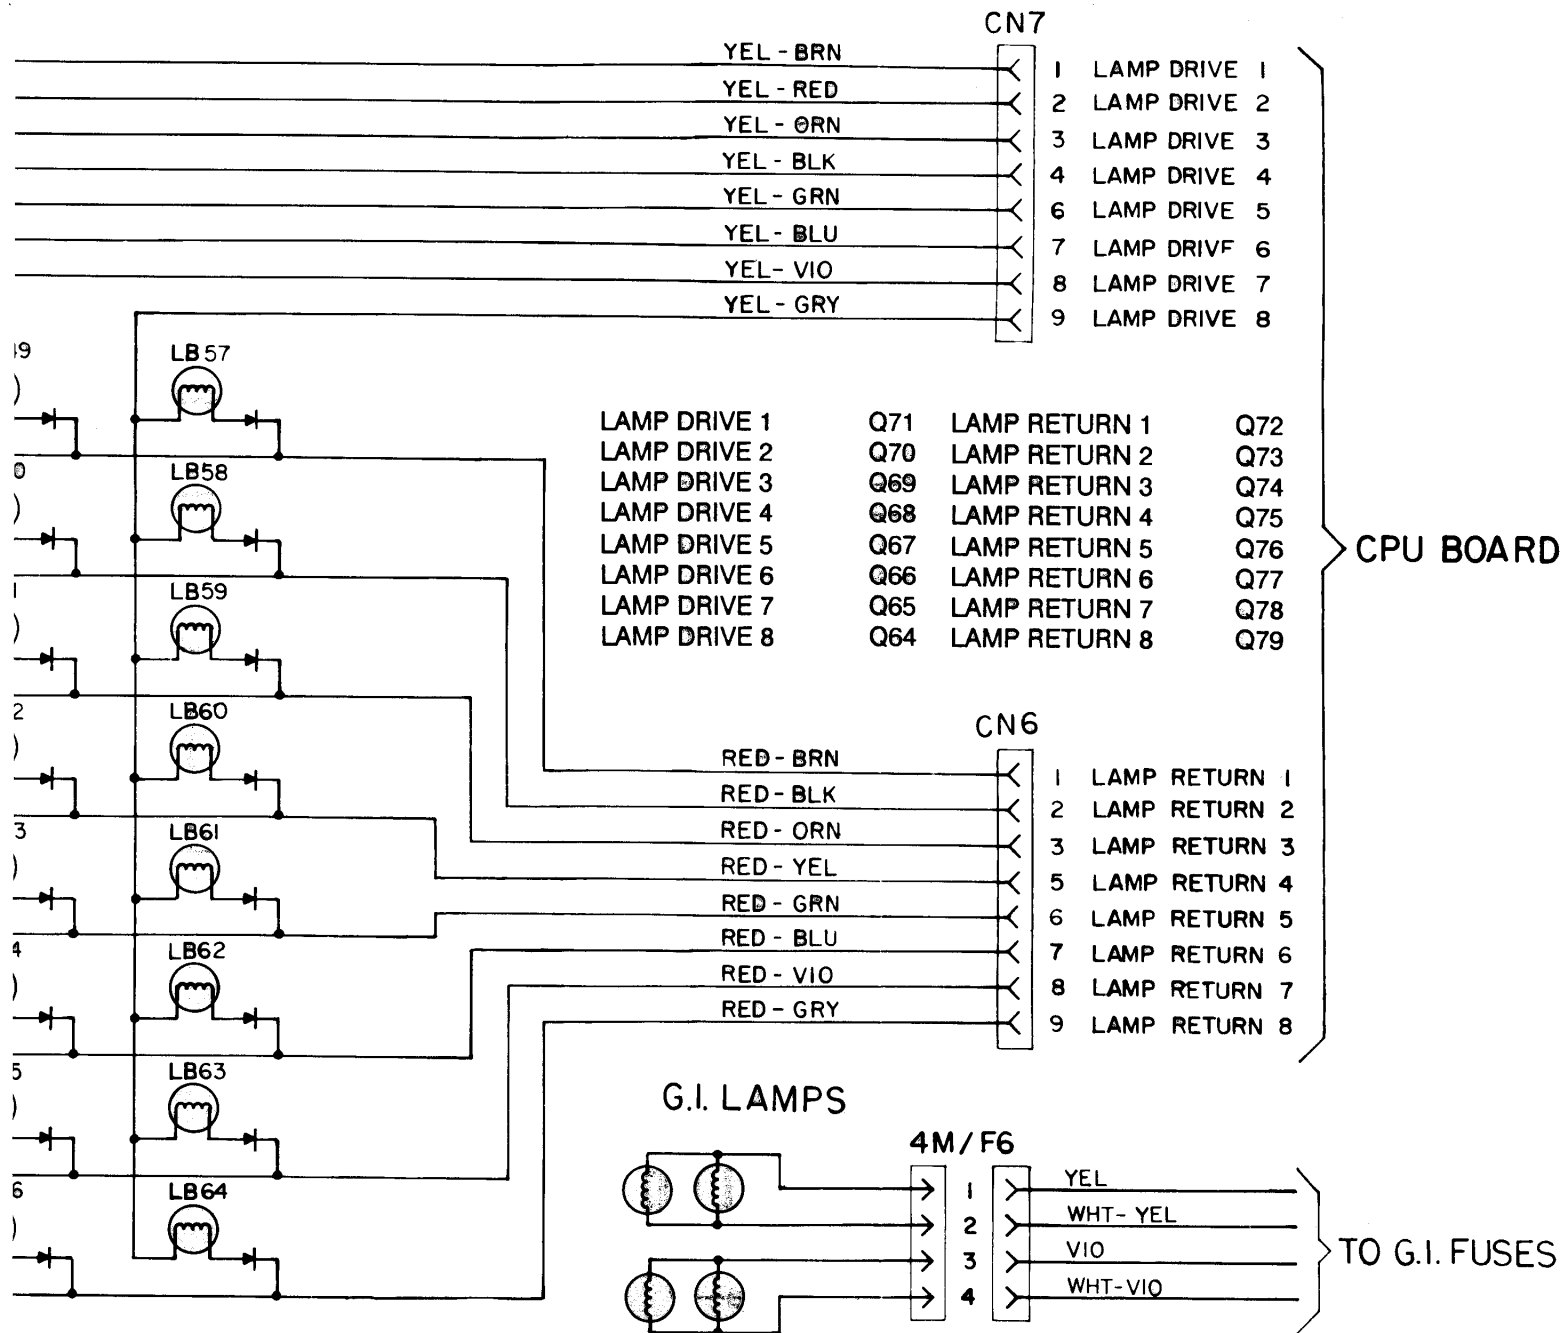 CN7
YEL - BRN 1 LAMP DRIVE 1
YEL - RED 2 LAMP DRIVE 2
YEL - ORN 3 LAMP DRIVE 3
YEL - BLK 4 LAMP DRIVE 4
YEL - GRN 6 LAMP DRIVE 5
YEL - BLU 7 LAMP DRIVE 6
YEL - VIO 8 LAMP DRIVE 7
YEL - GRY 9 LAMP DRIVE 8
LB57
LB58
LB59
LB60
LB61
LB62
LB63
LB64
LAMP DRIVE 1 Q71 LAMP RETURN 1 Q72
LAMP DRIVE 2 Q70 LAMP RETURN 2 Q73
LAMP DRIVE 3 Q69 LAMP RETURN 3 Q74
LAMP DRIVE 4 Q68 LAMP RETURN 4 Q75
LAMP DRIVE 5 Q67 LAMP RETURN 5 Q76
LAMP DRIVE 6 Q66 LAMP RETURN 6 Q77
LAMP DRIVE 7 Q65 LAMP RETURN 7 Q78
LAMP DRIVE 8 Q64 LAMP RETURN 8 Q79
CPU BOARD
CN6
RED - BRN 1 LAMP RETURN 1
RED - BLK 2 LAMP RETURN 2
RED - ORN 3 LAMP RETURN 3
RED - YEL 5 LAMP RETURN 4
RED - GRN 6 LAMP RETURN 5
RED - BLU 7 LAMP RETURN 6
RED - VIO 8 LAMP RETURN 7
RED - GRY 9 LAMP RETURN 8
G.I. LAMPS
4M/F6
1 YEL
2 WHT-YEL
3 VIO
4 WHT-VIO
TO G.I. FUSES